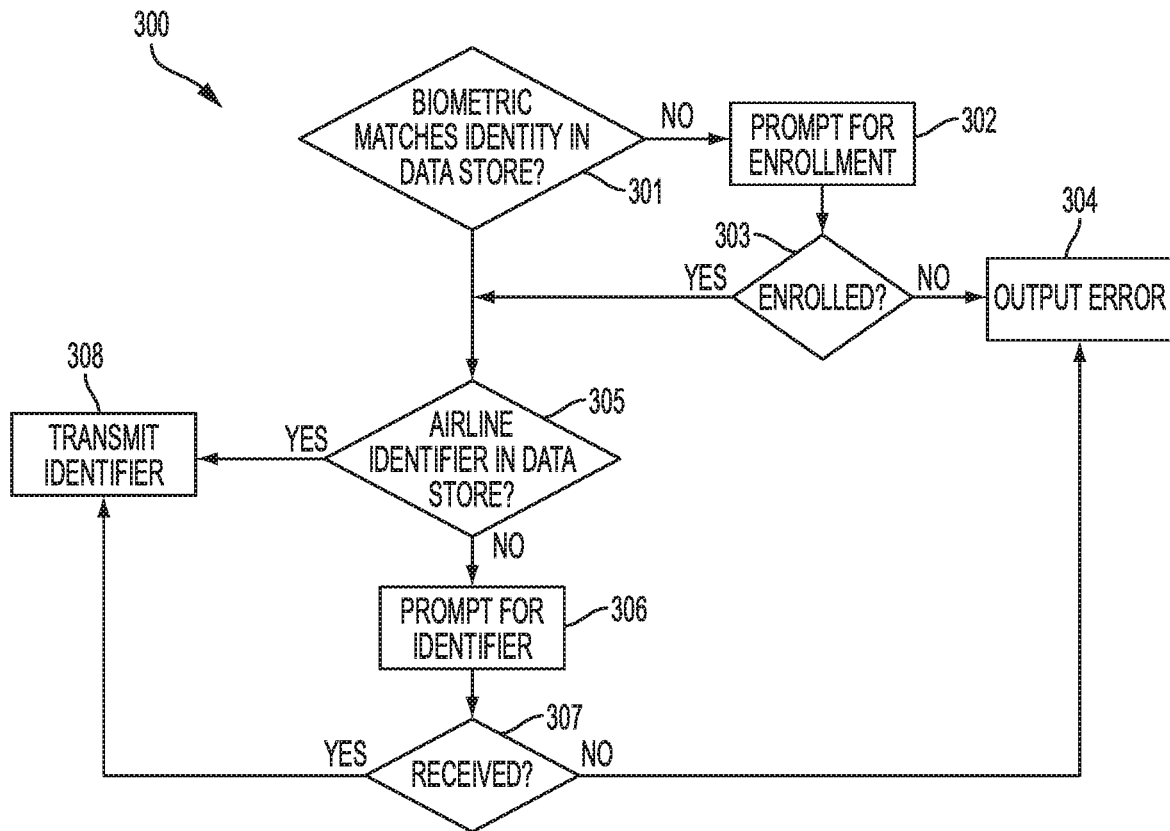 300
BIOMETRIC
MATCHES IDENTITY IN
DATA STORE?
301
NO
PROMPT FOR
ENROLLMENT
302
303
YES
ENROLLED?
NO
304
OUTPUT ERROR
308
TRANSMIT
IDENTIFIER
YES
305
AIRLINE
IDENTIFIER IN DATA
STORE?
NO
PROMPT FOR
IDENTIFIER
306
307
YES
RECEIVED?
NO